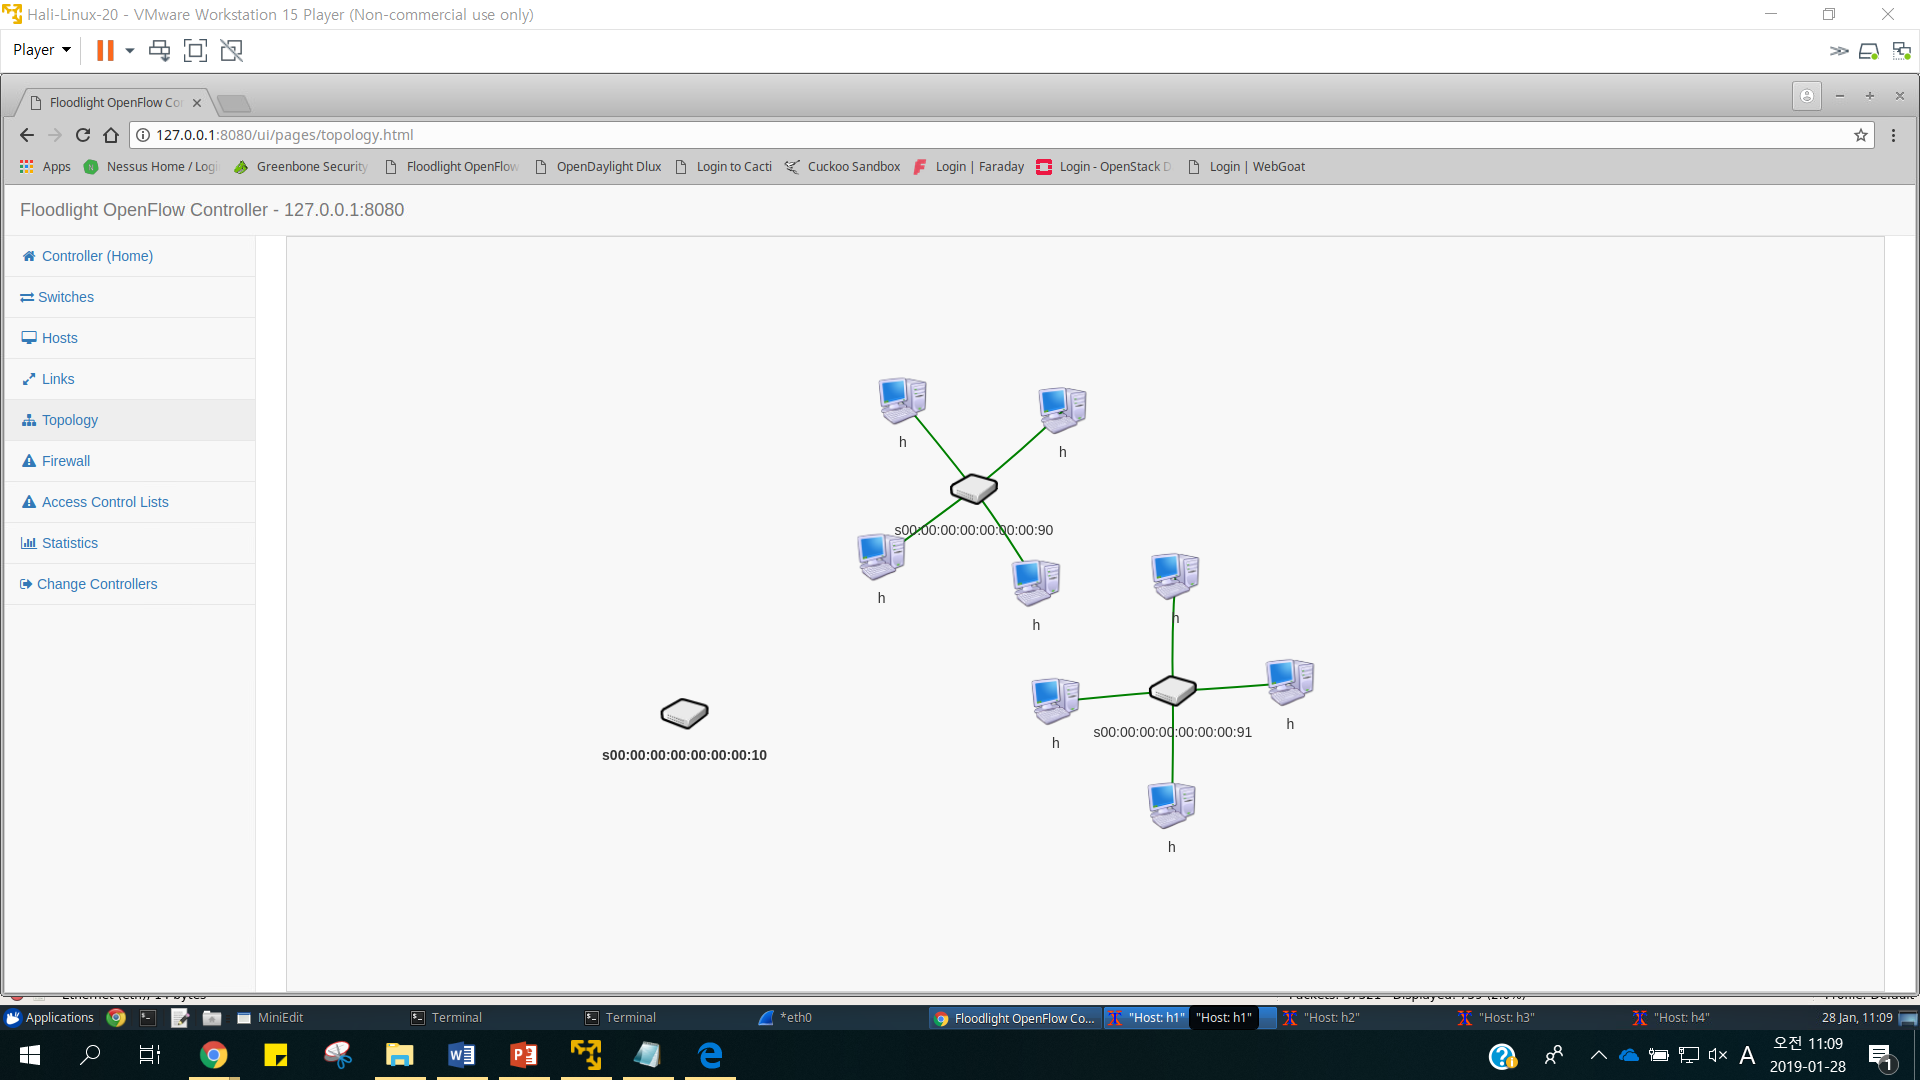 Hali-Linux-20 - VMware Workstation 15 Player (Non-commercial use only)
Player
Floodlight OpenFlow Co
127.0.0.1:8080/ui/pages/topology.html
Apps Nessus Home / Logi Greenbone Security Floodlight OpenFlow OpenDaylight Dlux Login to Cacti Cuckoo Sandbox Login | Faraday Login - OpenStack D Login | WebGoat
Floodlight OpenFlow Controller - 127.0.0.1:8080
Controller (Home)
Switches
Hosts
Links
Topology
Firewall
Access Control Lists
Statistics
Change Controllers
h
h
s00:00:00:00:00:00:00:90
h
h
h
h
h
s00:00:00:00:00:00:00:91
s00:00:00:00:00:00:00:10
h
Applications MiniEdit Terminal Terminal *eth0 Floodlight OpenFlow Co... "Host: h1" "Host: h1" "Host: h2" "Host: h3" "Host: h4" 28 Jan, 11:09
A 오전 11:09
2019-01-28
1